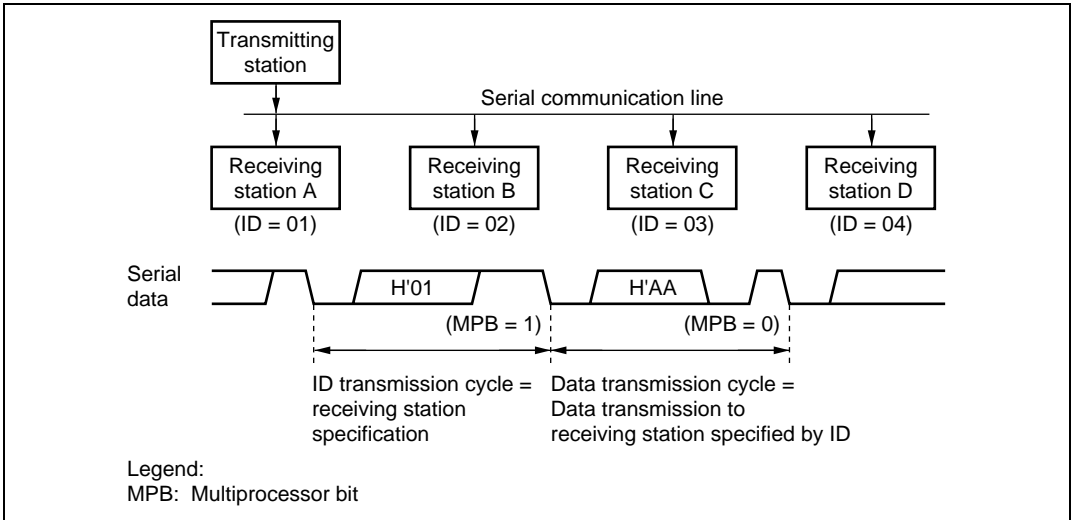 Transmitting
station
Serial communication line
Receiving
station A
(ID = 01)
Receiving
station B
(ID = 02)
Receiving
station C
(ID = 03)
Receiving
station D
(ID = 04)
Serial
data
H'01
H'AA
(MPB = 1)
(MPB = 0)
ID transmission cycle =
receiving station
specification
Data transmission cycle =
Data transmission to
receiving station specified by ID
Legend:
MPB: Multiprocessor bit